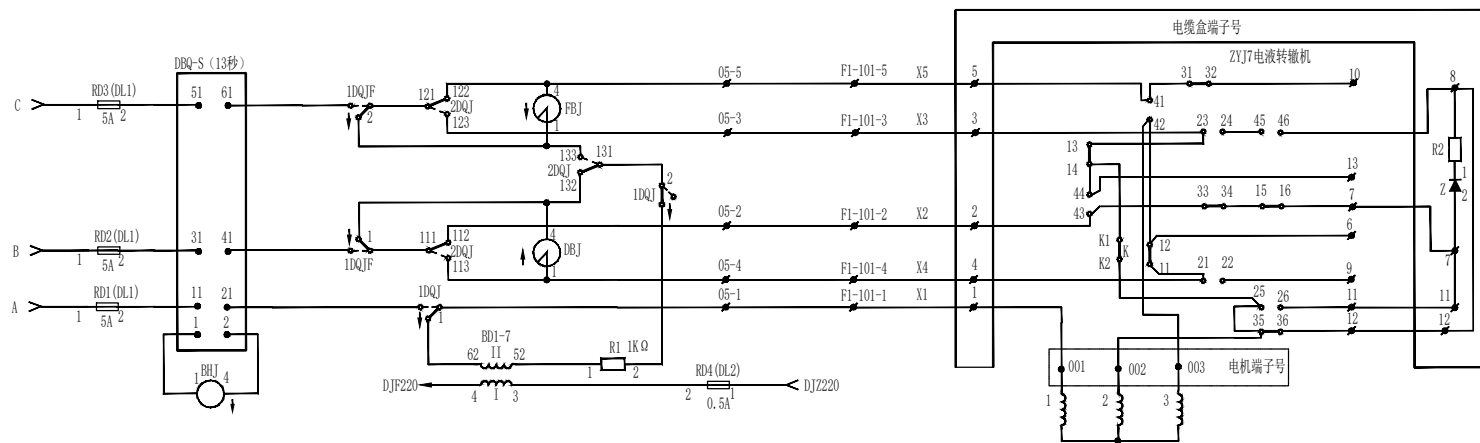 电缆盒端子号
ZYJ7电液转辙机
DBQ-S（13秒）
C
RD3(DL1)
1 5A 2
51 61
1DQJF
2
121 122
2DQJ
123
4
FBJ
1
05-5 F1-101-5 X5 5
05-3 F1-101-3 X3 3
41
42
31 32
10
8
23 24 45 46
133 131
2DQJ
132
2
1DQJ
13
14
44
43
13
R2
1
Z
2
33 34 15 16 7
B
RD2(DL1)
1 5A 2
31 41
1
1DQJF
111 112
2DQJ
113
4
DBJ
1
05-2 F1-101-2 X2 2
05-4 F1-101-4 X4 4
K1
K
K2
12
11
6
7
21 22 9
A
RD1(DL1)
1 5A 2
11 21
1DQJ
1
05-1 F1-101-1 X1 1
25 26 11 11
35 36 12 12
1 2
BD1-7
62 II 52
R1 1KΩ
1 2
BHJ
1 4
DJF220
4 I 3
RD4(DL2)
2 1
0.5A
DJZ220
001 002 003
电机端子号
1 2 3